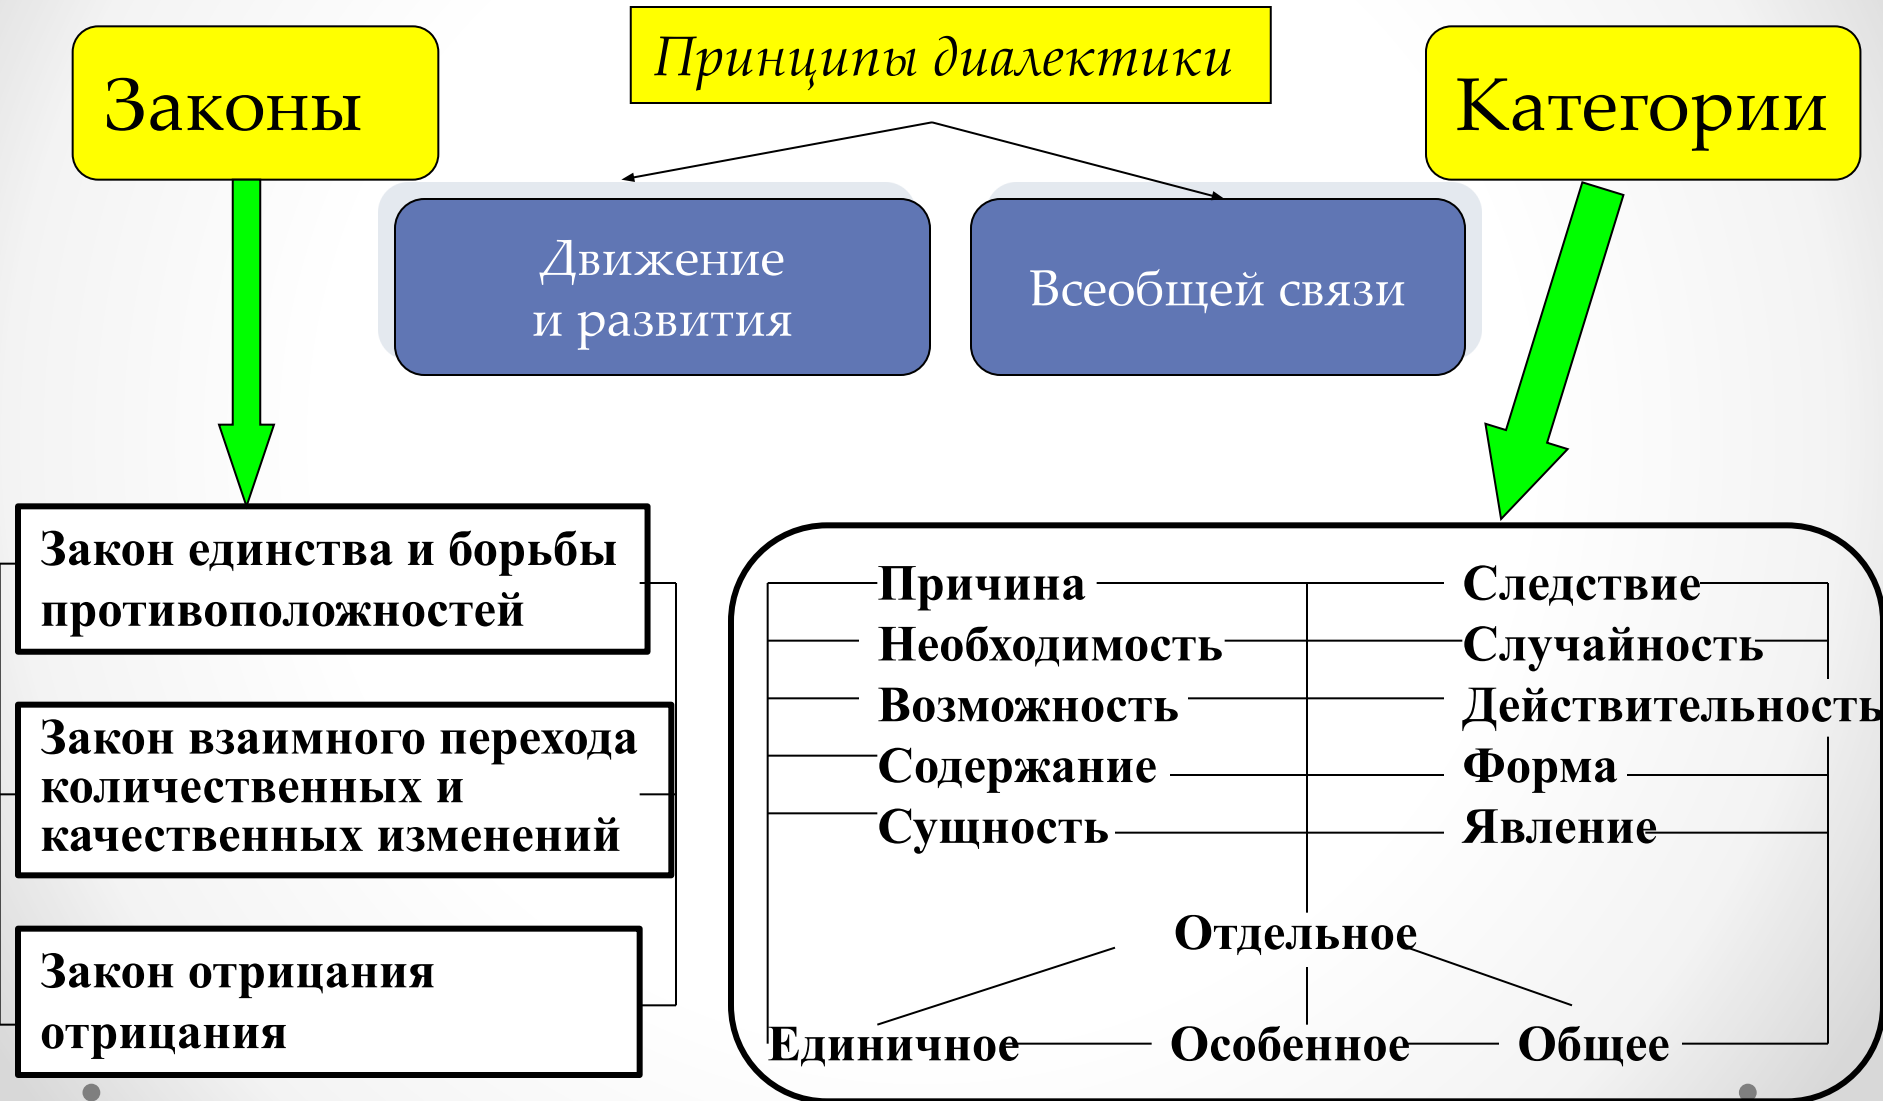 Принципы диалектики
Законы
Категории
Движение
и развития
Всеобщей связи
Закон единства и борьбы
противоположностей
Закон взаимного перехода
количественных и
качественных изменений
Закон отрицания
отрицания
Причина Следствие
Необходимость Случайность
Возможность Действительность
Содержание Форма
Сущность Явление
Отдельное
Единичное Особенное Общее